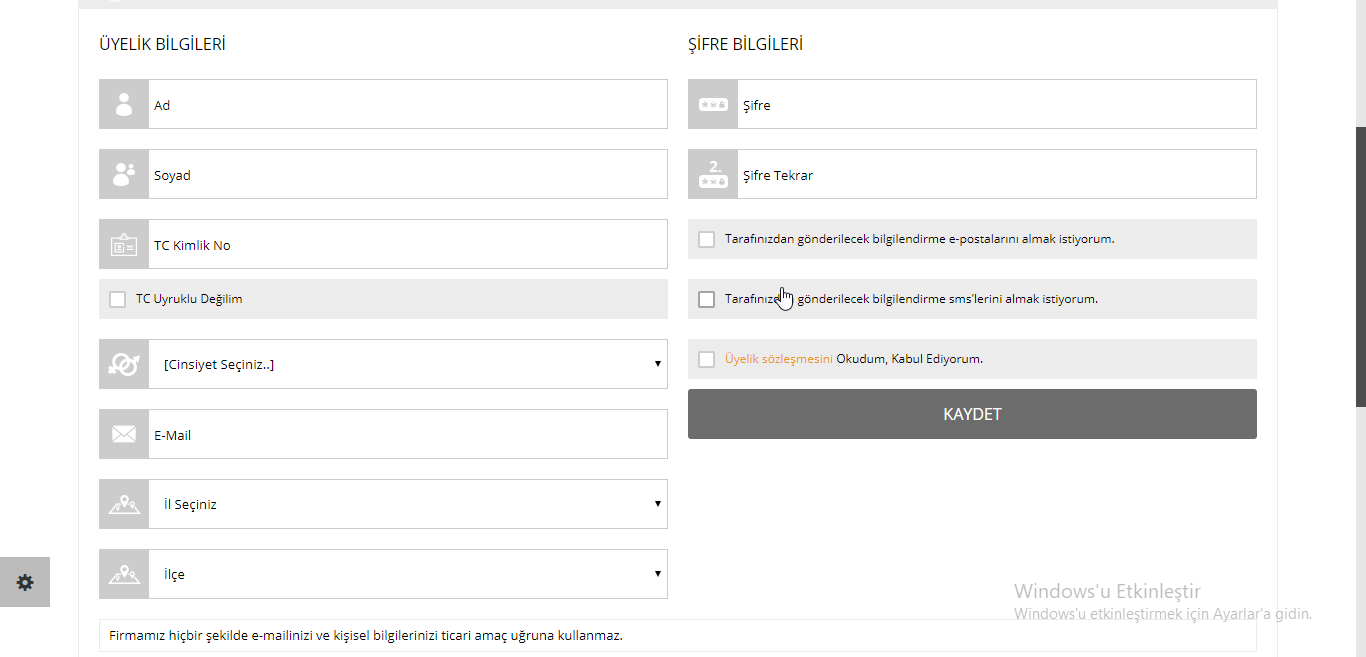 ÜYELİK BİLGİLERİ
Ad
Soyad
TC Kimlik No
TC Uyruklu Değilim
[Cinsiyet Seçiniz..]
E-Mail
İl Seçiniz
İlçe
Firmamız hiçbir şekilde e-mailinizi ve kişisel bilgilerinizi ticari amaç uğruna kullanmaz.
ŞİFRE BİLGİLERİ
Şifre
2.
Şifre Tekrar
Tarafınızdan gönderilecek bilgilendirme e-postalarını almak istiyorum.
Tarafınızdan gönderilecek bilgilendirme sms'lerini almak istiyorum.
Üyelik sözleşmesini Okudum, Kabul Ediyorum.
KAYDET
Windows'u Etkinleştir
Windows'u etkinleştirmek için Ayarlar'a gidin.